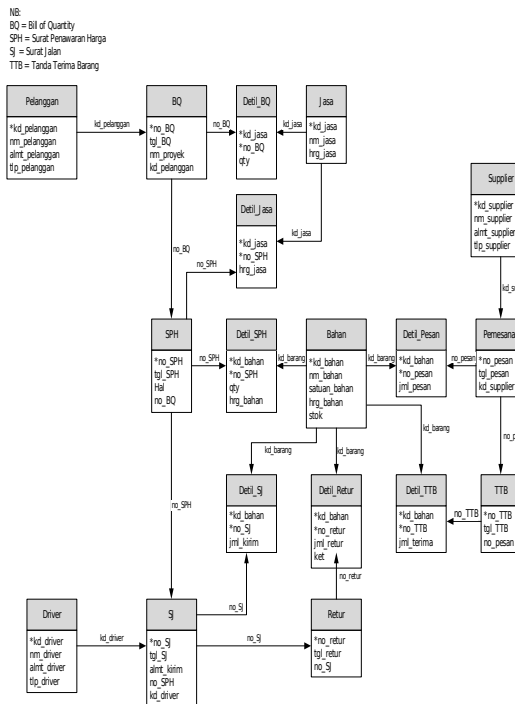 NB:
BQ = Bill of Quantity
SPH = Surat Penawaran Harga
SJ = Surat Jalan
TTB = Tanda Terima Barang
Pelanggan
*kd_pelanggan
nm_pelanggan
almt_pelanggan
tlp_pelanggan
kd_pelanggan
BQ
*no_BQ
tgl_BQ
nm_proyek
kd_pelanggan
no_BQ
Detil_BQ
*kd_jasa
*no_BQ
qty
kd_jasa
Jasa
*kd_jasa
nm_jasa
hrg_jasa
Detil_Jasa
*kd_jasa
*no_SPH
hrg_jasa
kd_jasa
no_BQ
no_SPH
Supplier
*kd_supplier
nm_supplier
almt_supplier
tlp_supplier
kd_su
SPH
*no_SPH
tgl_SPH
Hal
no_BQ
no_SPH
Detil_SPH
*kd_bahan
*no_SPH
qty
hrg_bahan
kd_barang
Bahan
*kd_bahan
nm_bahan
satuan_bahan
hrg_bahan
stok
kd_barang
Detil_Pesan
*kd_bahan
*no_pesan
jml_pesan
no_pesan
Pemesana
*no_pesan
tgl_pesan
kd_supplier
kd_barang
kd_barang
kd_barang
no_p
no_SPH
Detil_SJ
*kd_bahan
*no_SJ
jml_kirim
Detil_Retur
*kd_bahan
*no_retur
jml_retur
ket
Detil_TTB
*kd_bahan
*no_TTB
jml_terima
no_TTB
TTB
*no_TTB
tgl_TTB
no_pesan
no_retur
Driver
*kd_driver
nm_driver
almt_driver
tlp_driver
kd_driver
SJ
*no_SJ
tgl_SJ
almt_kirim
no_SPH
kd_driver
no_SJ
no_SJ
Retur
*no_retur
tgl_retur
no_SJ